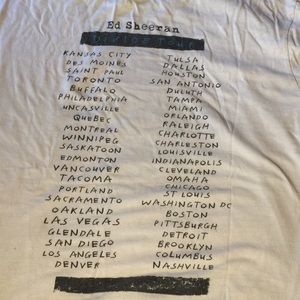 Ed Sheeran
KANSAS CITY
DES MOINES
SAINT PAUL
TORONTO
BUFFALO
PHILADELPHIA
UNCASVILLE
QUEBEC
MONTREAL
WINNIPEG
SASKATOON
EDMONTON
VANCOUVER
TACOMA
PORTLAND
SACRAMENTO
OAKLAND
LAS VEGAS
GLENDALE
SAN DIEGO
LOS ANGELES
DENVER
TULSA
DALLAS
HOUSTON
SAN ANTONIO
DULUTH
TAMPA
MIAMI
ORLANDO
RALEIGH
CHARLOTTE
CHARLESTON
LOUISVILLE
INDIANAPOLIS
CLEVELAND
OMAHA
CHICAGO
ST LOUIS
WASHINGTON DC
BOSTON
PITTSBURGH
DETROIT
BROOKLYN
COLUMBUS
NASHVILLE